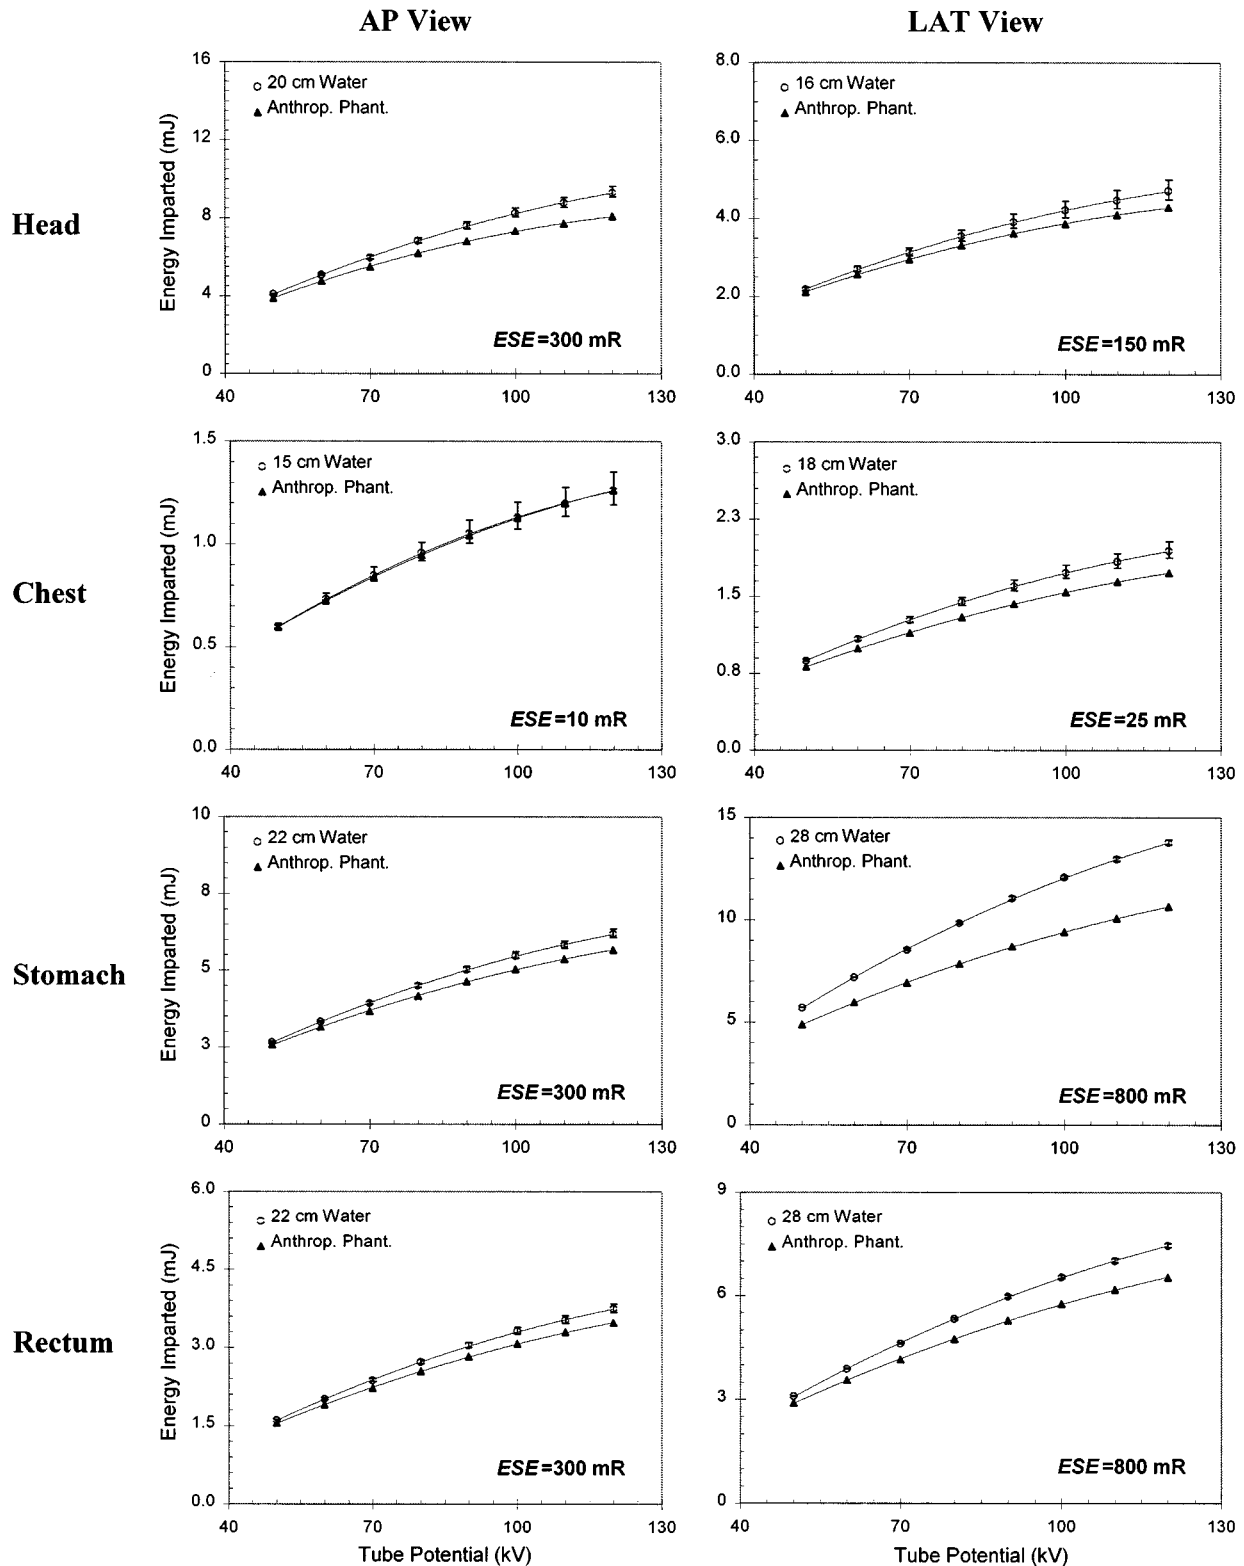 AP View
LAT View
Head
Energy Imparted (mJ)
16
12
8
4
0
20 cm Water
Anthrop. Phant.
ESE=300 mR
40 70 100 130
8.0
6.0
4.0
2.0
0.0
16 cm Water
Anthrop. Phant.
ESE=150 mR
40 70 100 130
Chest
Energy Imparted (mJ)
1.5
1.0
0.5
0.0
15 cm Water
Anthrop. Phant.
ESE=10 mR
40 70 100 130
3.0
2.3
1.5
0.8
0.0
18 cm Water
Anthrop. Phant.
ESE=25 mR
40 70 100 130
Stomach
Energy Imparted (mJ)
10
8
5
3
0
22 cm Water
Anthrop. Phant.
ESE=300 mR
40 70 100 130
15
10
5
0
28 cm Water
Anthrop. Phant.
ESE=800 mR
40 70 100 130
Rectum
Energy Imparted (mJ)
6.0
4.5
3.0
1.5
0.0
22 cm Water
Anthrop. Phant.
ESE=300 mR
40 70 100 130
Tube Potential (kV)
9
6
3
0
28 cm Water
Anthrop. Phant.
ESE=800 mR
40 70 100 130
Tube Potential (kV)